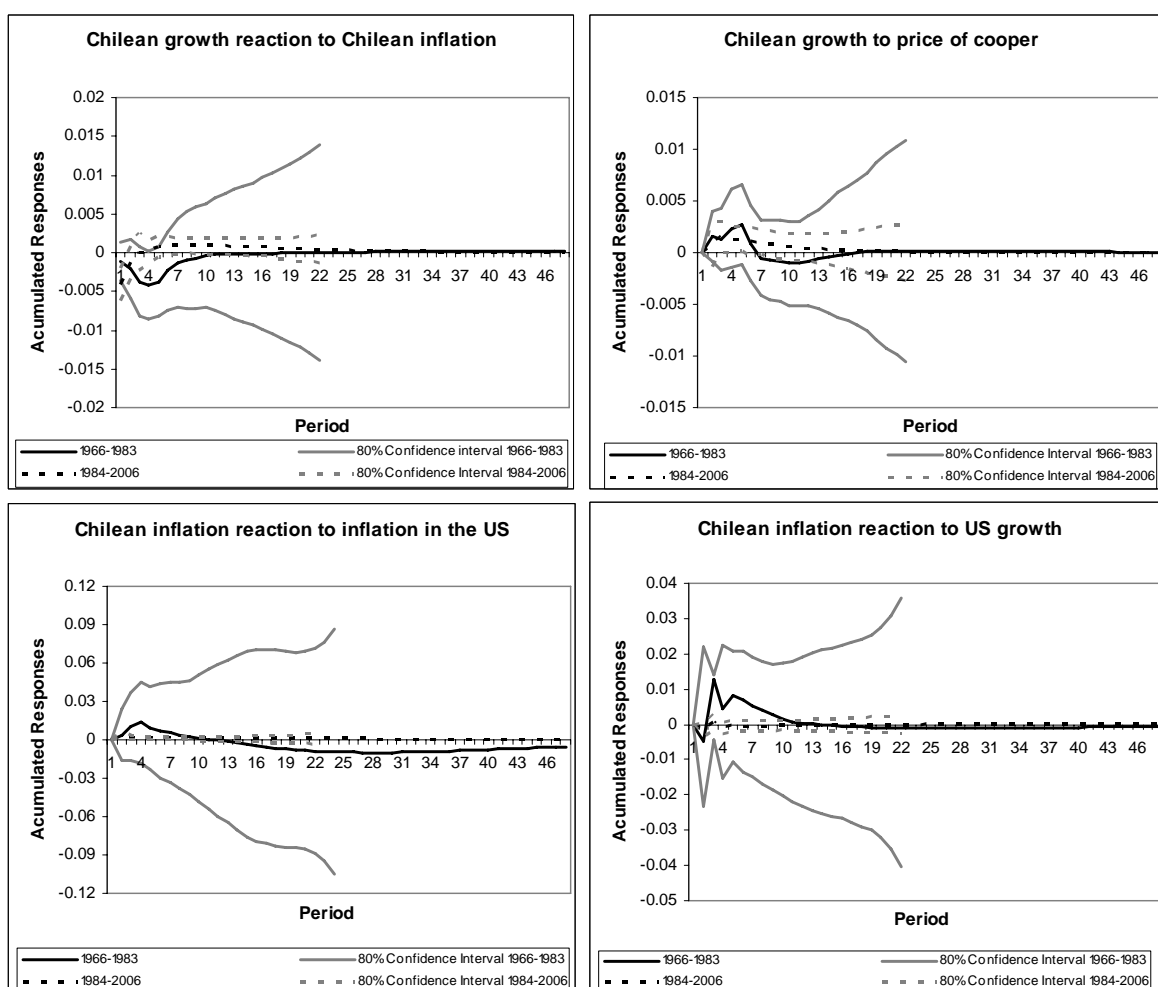 Chilean growth reaction to Chilean inflation
0.02
0.015
0.01
0.005
0
-0.005
-0.01
-0.015
-0.02
1 4 7 10 13 16 19 22 25 28 31 34 37 40 43 46
Acumulated Responses
Period
1966-1983
80% Confidence interval 1966-1983
1984-2006
80% Confidence Interval 1984-2006
Chilean growth to price of cooper
0.015
0.01
0.005
0
-0.005
-0.01
-0.015
1 4 7 10 13 16 19 22 25 28 31 34 37 40 43 46
Acumulated Responses
Period
1966-1983
80% Confidence Interval 1966-1983
1984-2006
80% Confidence Interval 1984-2006
Chilean inflation reaction to inflation in the US
0.12
0.09
0.06
0.03
0
-0.03
-0.06
-0.09
-0.12
1 4 7 10 13 16 19 22 25 28 31 34 37 40 43 46
Acumulated Responses
Period
1966-1983
80% Confidence Interval 1966-1983
1984-2006
80% Confidence Interval 1984-2006
Chilean inflation reaction to US growth
0.04
0.03
0.02
0.01
0
-0.01
-0.02
-0.03
-0.04
-0.05
1 4 7 10 13 16 19 22 25 28 31 34 37 40 43 46
Acumulated Responses
Period
1966-1983
80% Confidence Interval 1966-1983
1984-2006
80% Confidence Interval 1984-2006